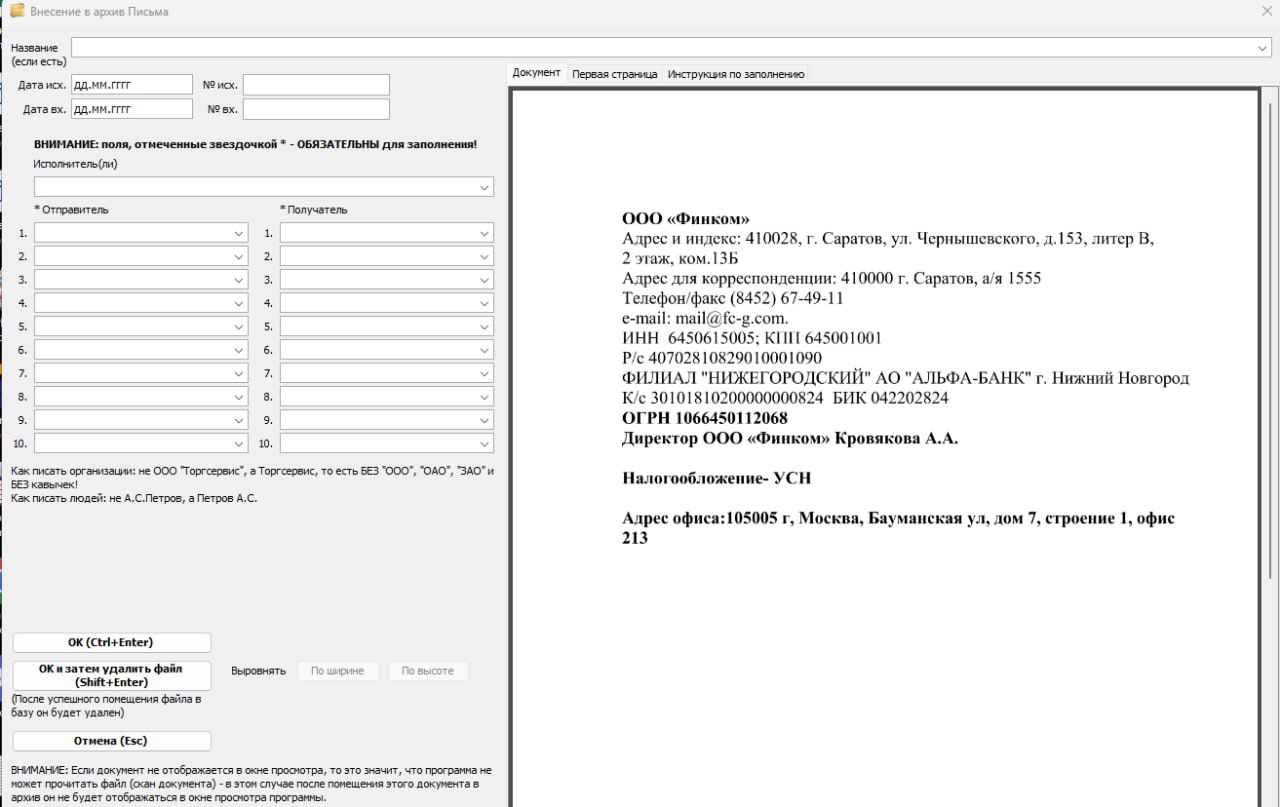 Внесение в архив Письма
Название
(если есть)
Дата исх. дд.мм.гггг № исх.
Дата вх. дд.мм.гггг № вх.
ВНИМАНИЕ: поля, отмеченные звездочкой * - ОБЯЗАТЕЛЬНЫ для заполнения!
Исполнитель(ли)
* Отправитель * Получатель
1. 1.
2. 2.
3. 3.
4. 4.
5. 5.
6. 6.
7. 7.
8. 8.
9. 9.
10. 10.
Как писать организации: не ООО "Торгсервис", а Торгсервис, то есть БЕЗ "ООО", "ОАО", "ЗАО" и
БЕЗ кавычек!
Как писать людей: не А.С.Петров, а Петров А.С.
OK (Ctrl+Enter)
OK и затем удалить файл
(Shift+Enter)
Выровнять По ширине По высоте
(После успешного помещения файла в
базу он будет удален)
Отмена (Esc)
ВНИМАНИЕ: Если документ не отображается в окне просмотра, то это значит, что программа не
может прочитать файл (скан документа) - в этом случае после помещения этого документа в
архив он не будет отображаться в окне просмотра программы.
Документ Первая страница Инструкция по заполнению
ООО «Финком»
Адрес и индекс: 410028, г. Саратов, ул. Чернышевского, д.153, литер В,
2 этаж, ком.13Б
Адрес для корреспонденции: 410000 г. Саратов, а/я 1555
Телефон/факс (8452) 67-49-11
e-mail: mail@fc-g.com.
ИНН 6450615005; КПП 645001001
Р/с 40702810829010001090
ФИЛИАЛ "НИЖЕГОРОДСКИЙ" АО "АЛЬФА-БАНК" г. Нижний Новгород
К/с 30101810200000000824 БИК 042202824
ОГРН 1066450112068
Директор ООО «Финком» Кровякова А.А.
Налогообложение- УСН
Адрес офиса:105005 г, Москва, Бауманская ул, дом 7, строение 1, офис
213